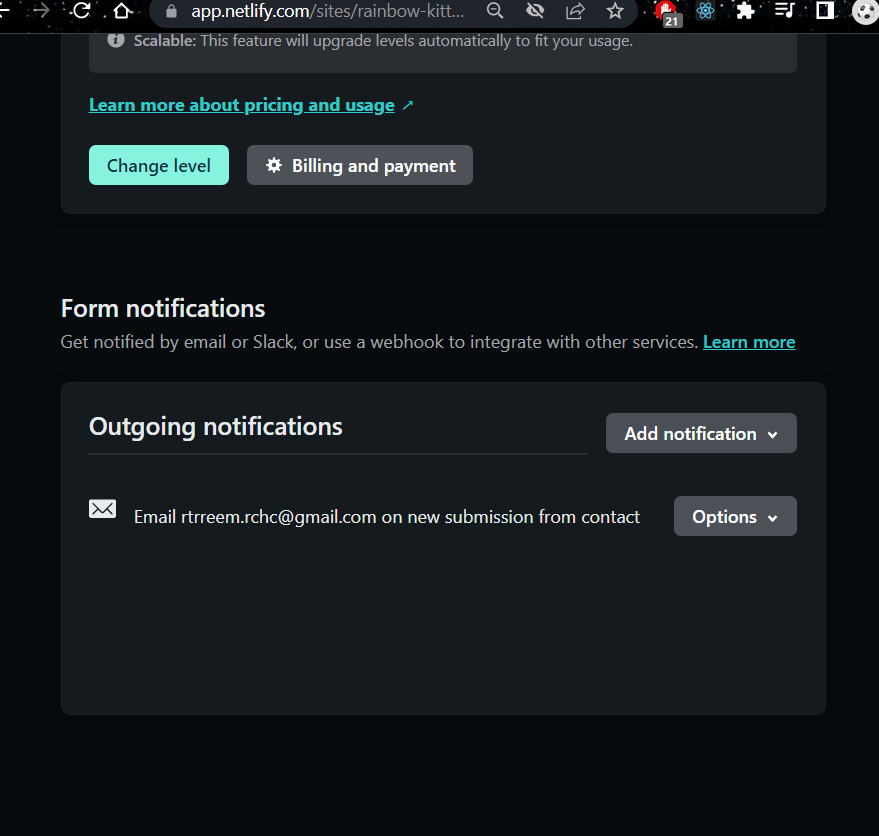 app.netlify.com/sites/rainbow-kitt...
21
Scalable: This feature will upgrade levels automatically to fit your usage.
Learn more about pricing and usage ↗
Change level
Billing and payment
Form notifications
Get notified by email or Slack, or use a webhook to integrate with other services. Learn more
Outgoing notifications
Add notification
Email rtrreem.rchc@gmail.com on new submission from contact
Options